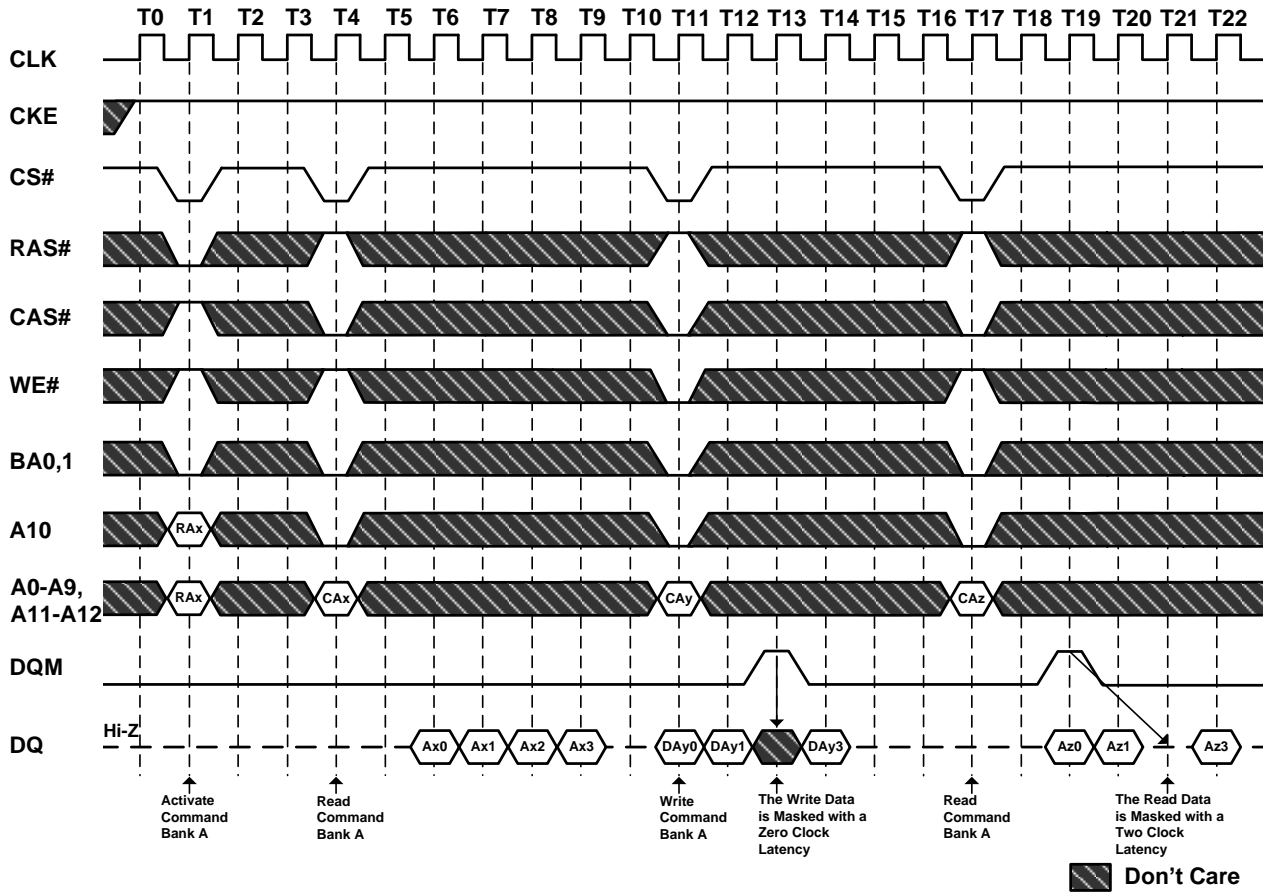 T0 T1 T2 T3 T4 T5 T6 T7 T8 T9 T10 T11 T12 T13 T14 T15 T16 T17 T18 T19 T20 T21 T22
CLK
CKE
CS#
RAS#
CAS#
WE#
BA0,1
A10 RAx
A0-A9,
A11-A12 RAx CAx CAy CAz
DQM
Hi-Z
DQ Ax0 Ax1 Ax2 Ax3 DAy0 DAy1 DAy3 Az0 Az1 Az3
Activate
Command
Bank A
Read
Command
Bank A
Write
Command
Bank A
The Write Data
is Masked with a
Zero Clock
Latency
Read
Command
Bank A
The Read Data
is Masked with a
Two Clock
Latency
Don't Care